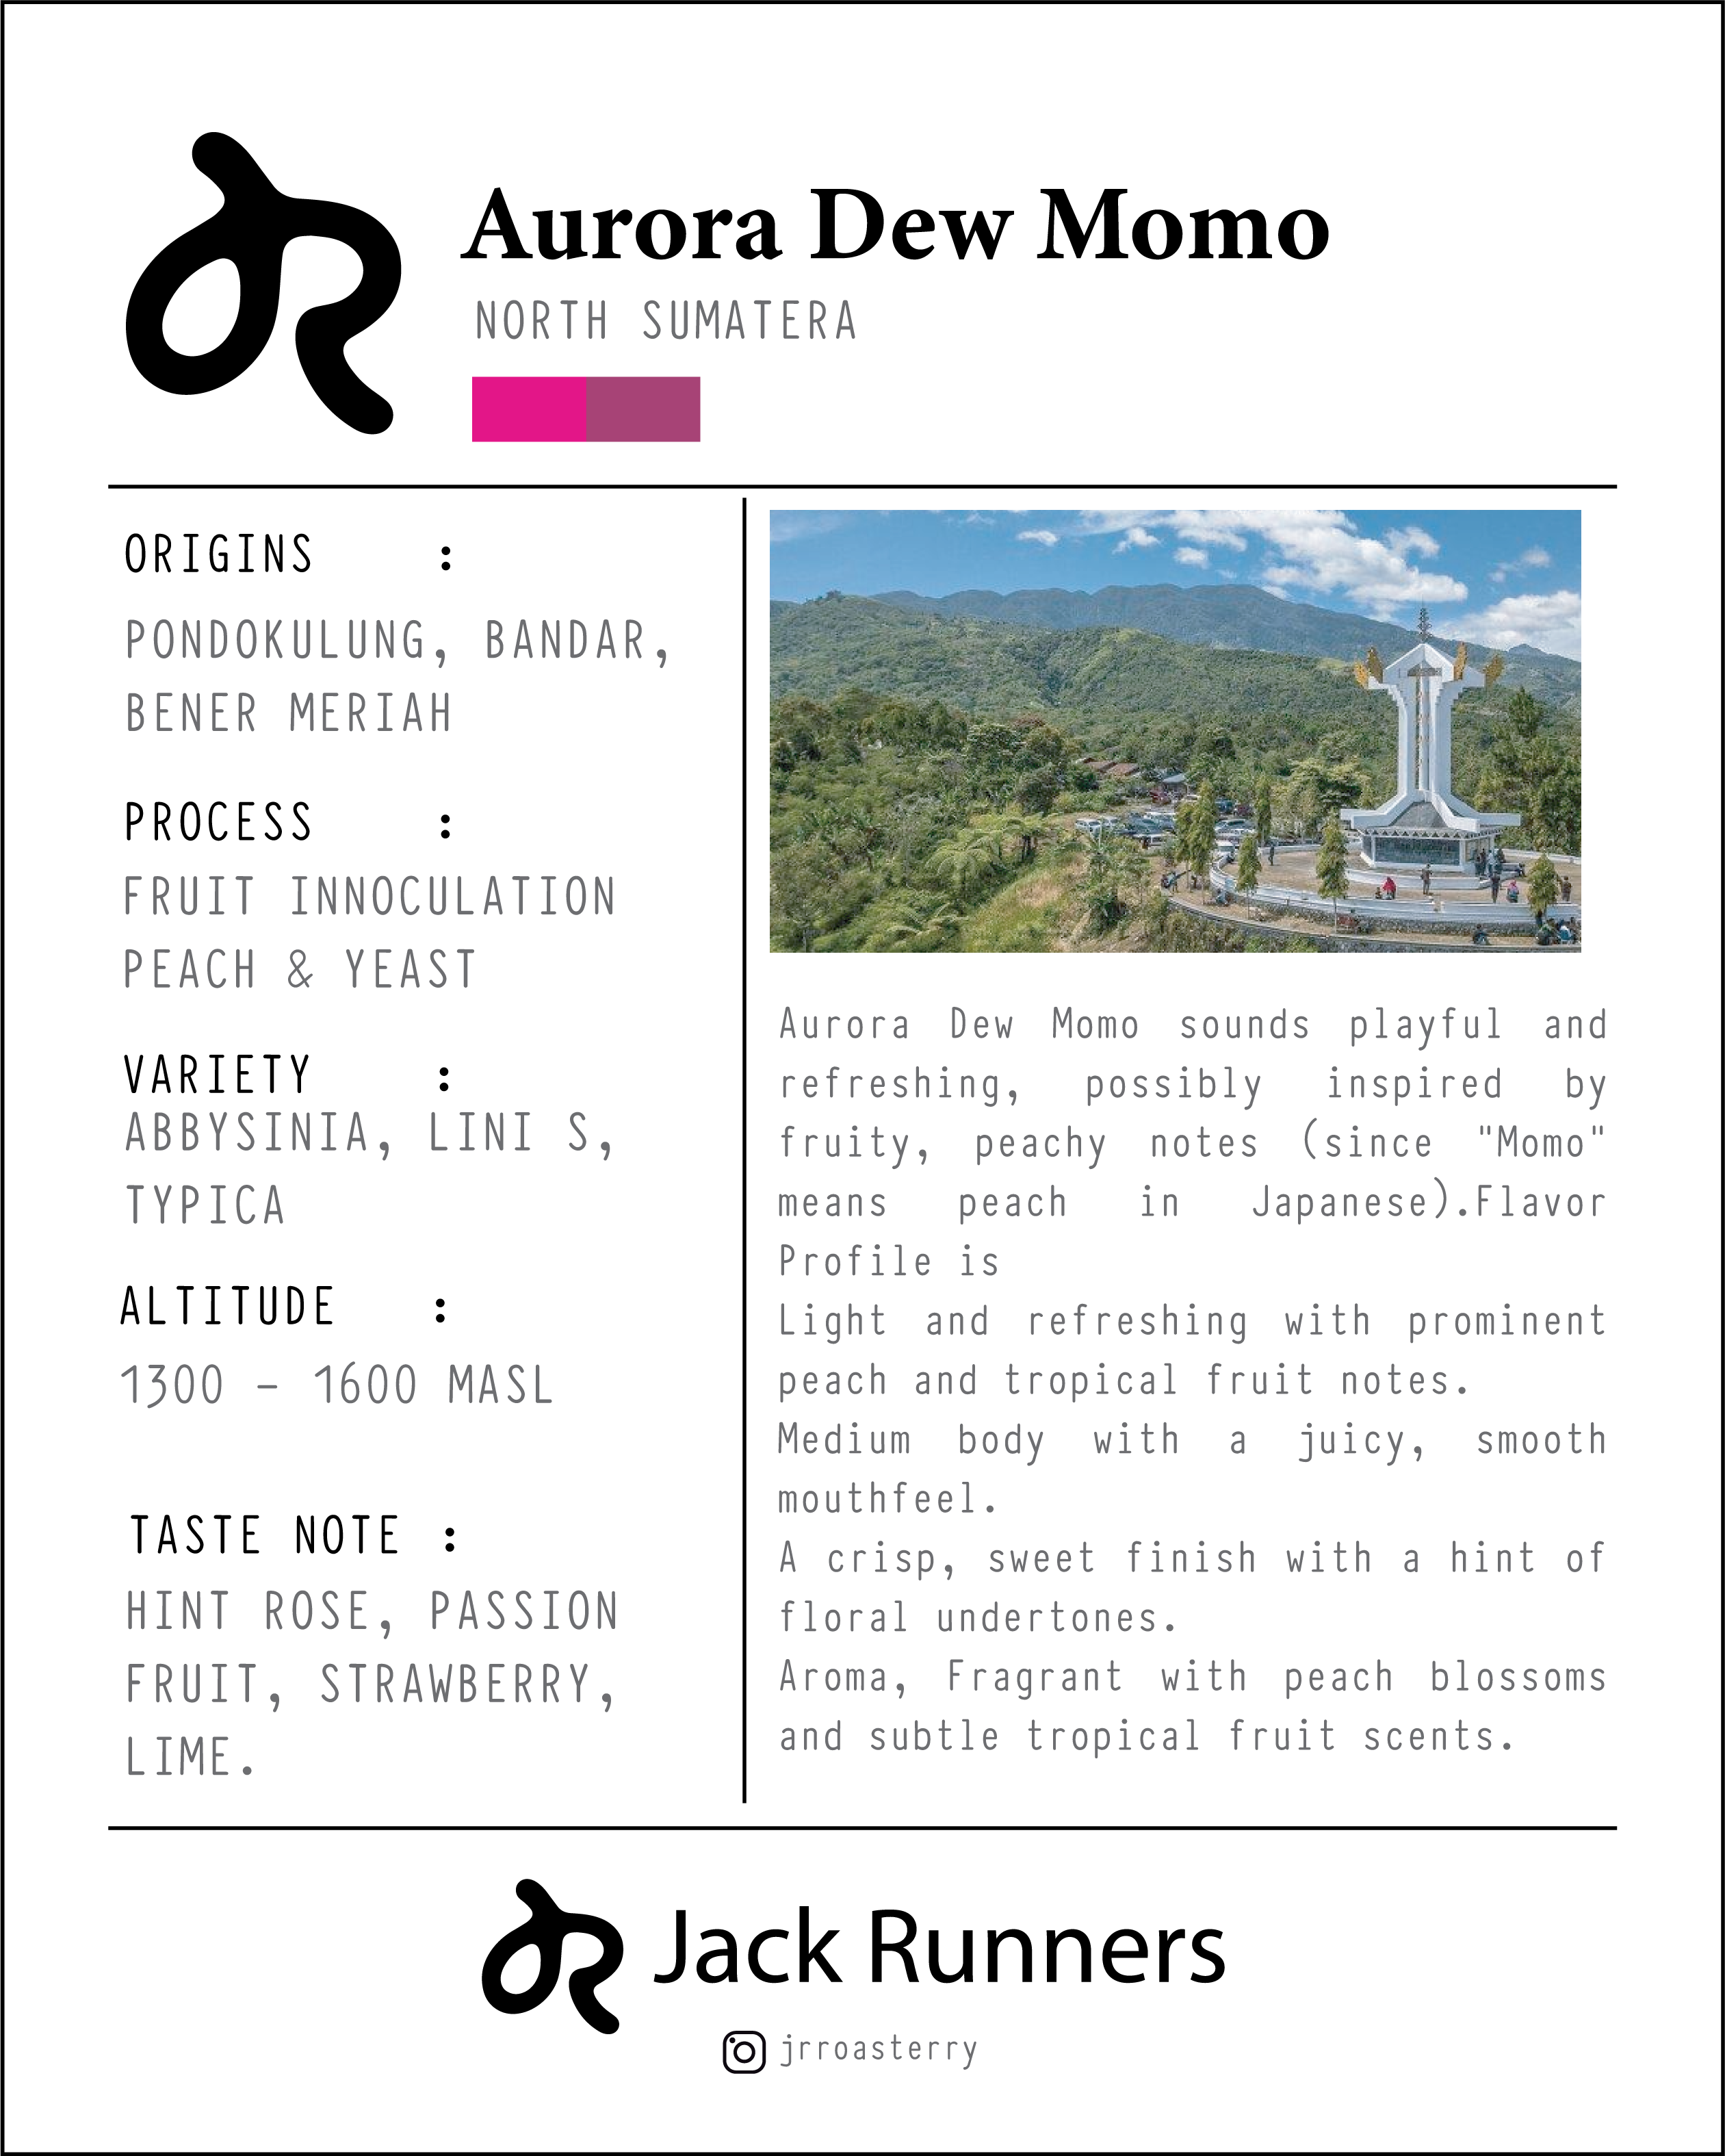 Aurora Dew Momo
NORTH SUMATERA
ORIGINS :
PONDOKULUNG, BANDAR,
BENER MERIAH
PROCESS :
FRUIT INNOCULATION
PEACH & YEAST
VARIETY :
ABBYSINIA, LINI S,
TYPICA
ALTITUDE :
1300 - 1600 MASL
TASTE NOTE :
HINT ROSE, PASSION
FRUIT, STRAWBERRY,
LIME.
Aurora Dew Momo sounds playful and
refreshing, possibly inspired by
fruity, peachy notes (since "Momo"
means peach in Japanese).Flavor
Profile is
Light and refreshing with prominent
peach and tropical fruit notes.
Medium body with a juicy, smooth
mouthfeel.
A crisp, sweet finish with a hint of
floral undertones.
Aroma, Fragrant with peach blossoms
and subtle tropical fruit scents.
Jack Runners
jrroasterry